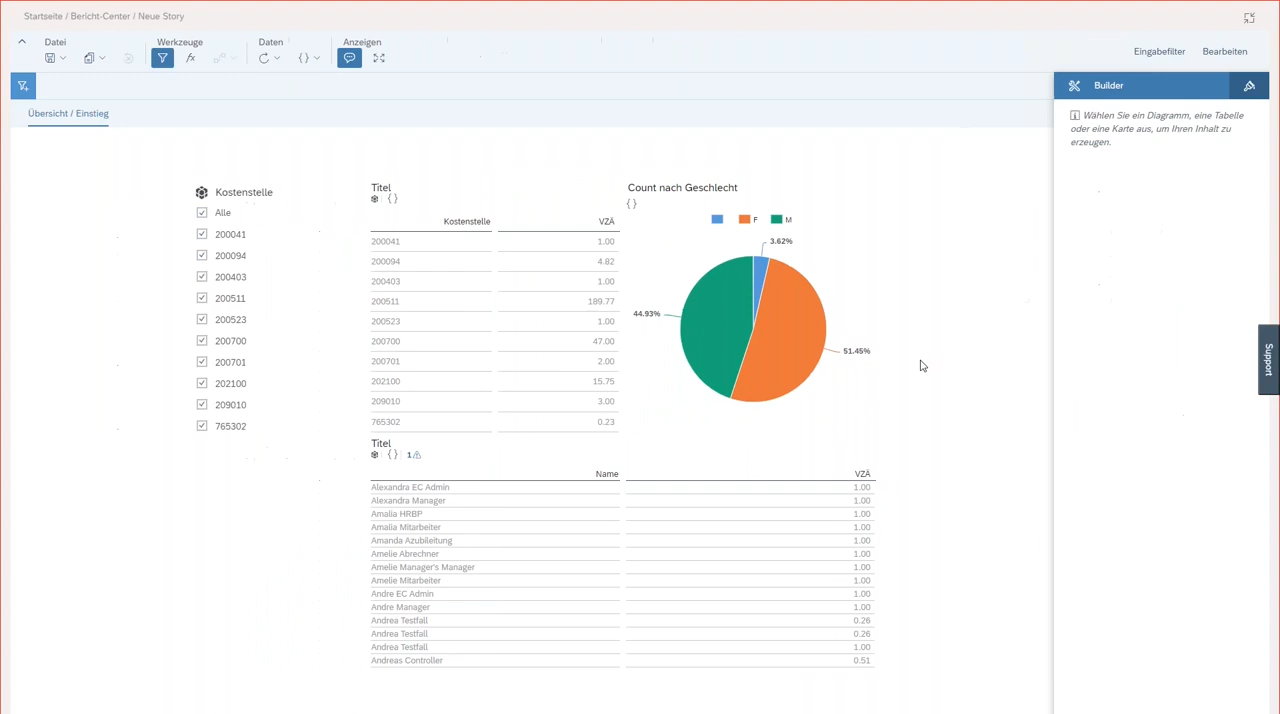 Startseite / Bericht-Center / Neue Story
Datei
Werkzeuge
Daten
Anzeigen
fx
{}
Eingabefilter
Bearbeiten
Übersicht / Einstieg
Builder
Wählen Sie ein Diagramm, eine Tabelle
oder eine Karte aus, um Ihren Inhalt zu
erzeugen.
Support
Kostenstelle
Alle
200041
200094
200403
200511
200523
200700
200701
202100
209010
765302
Titel
{}
Kostenstelle VZÄ
200041 1.00
200094 4.82
200403 1.00
200511 189.77
200523 1.00
200700 47.00
200701 2.00
202100 15.75
209010 3.00
765302 0.23
Count nach Geschlecht
{}
F M
3.62%
44.93%
51.45%
Titel
{} 1
Name VZÄ
Alexandra EC Admin 1.00
Alexandra Manager 1.00
Amalia HRBP 1.00
Amalia Mitarbeiter 1.00
Amanda Azubileitung 1.00
Amelie Abrechner 1.00
Amelie Manager's Manager 1.00
Amelie Mitarbeiter 1.00
Andre EC Admin 1.00
Andre Manager 1.00
Andrea Testfall 0.26
Andrea Testfall 0.26
Andrea Testfall 1.00
Andreas Controller 0.51